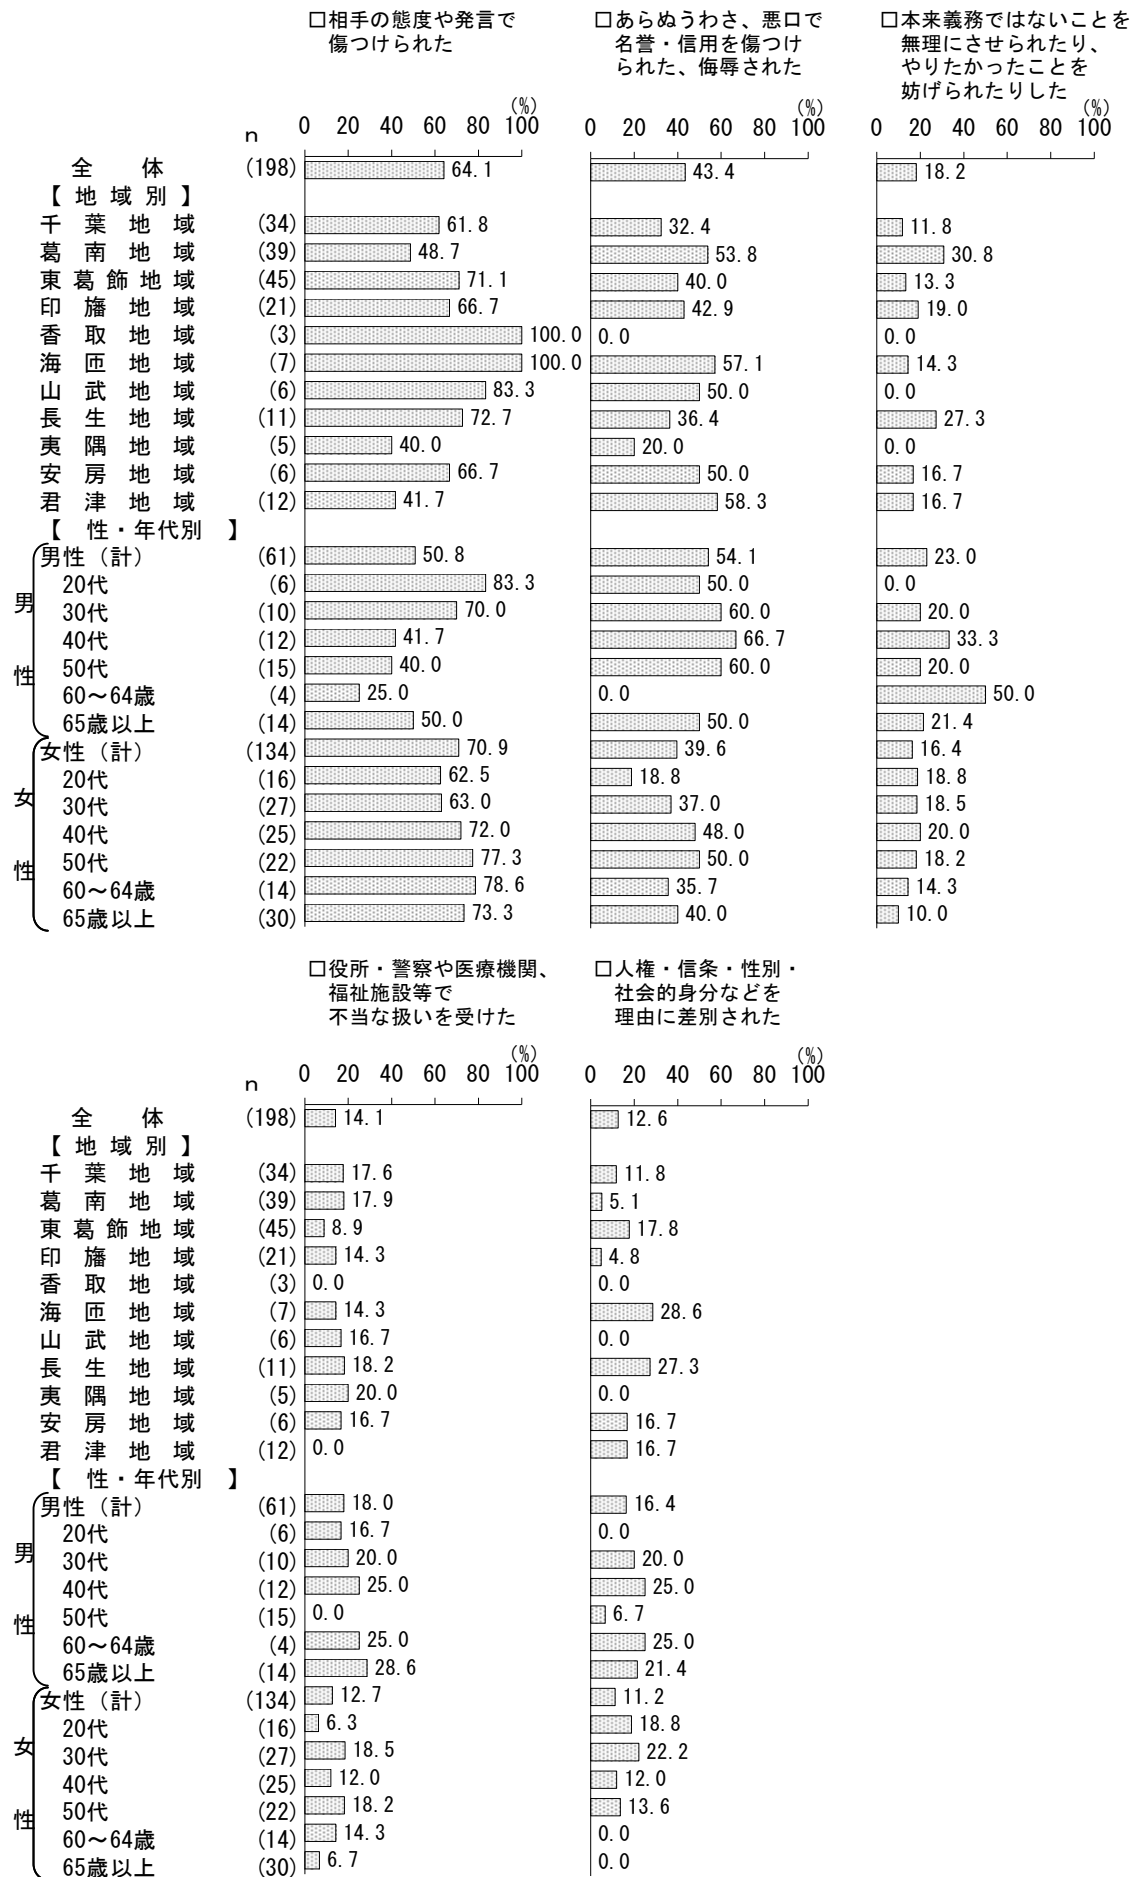 □相手の態度や発言で
傷つけられた
□あらぬうわさ、悪口で
名誉・信用を傷つけ
られた、侮辱された
□本来義務ではないことを
無理にさせられたり、
やりたかったことを
妨げられたりした
(%) (%) (%)
n 0 20 40 60 80 100 0 20 40 60 80 100 0 20 40 60 80 100
全体 (198) 64.1 43.4 18.2
【地域別】
千葉地域 (34) 61.8 32.4 11.8
葛南地域 (39) 48.7 53.8 30.8
東葛飾地域 (45) 71.1 40.0 13.3
印旛地域 (21) 66.7 42.9 19.0
香取地域 (3) 100.0 0.0 0.0
海匝地域 (7) 100.0 57.1 14.3
山武地域 (6) 83.3 50.0 0.0
長生地域 (11) 72.7 36.4 27.3
夷隅地域 (5) 40.0 20.0 0.0
安房地域 (6) 66.7 50.0 16.7
君津地域 (12) 41.7 58.3 16.7
【性・年代別】
男性
男性（計） (61) 50.8 54.1 23.0
20代 (6) 83.3 50.0 0.0
30代 (10) 70.0 60.0 20.0
40代 (12) 41.7 66.7 33.3
50代 (15) 40.0 60.0 20.0
60～64歳 (4) 25.0 0.0 50.0
65歳以上 (14) 50.0 50.0 21.4
女性
女性（計） (134) 70.9 39.6 16.4
20代 (16) 62.5 18.8 18.8
30代 (27) 63.0 37.0 18.5
40代 (25) 72.0 48.0 20.0
50代 (22) 77.3 50.0 18.2
60～64歳 (14) 78.6 35.7 14.3
65歳以上 (30) 73.3 40.0 10.0
□役所・警察や医療機関、
福祉施設等で
不当な扱いを受けた
□人権・信条・性別・
社会的身分などを
理由に差別された
(%) (%)
n 0 20 40 60 80 100 0 20 40 60 80 100
全体 (198) 14.1 12.6
【地域別】
千葉地域 (34) 17.6 11.8
葛南地域 (39) 17.9 5.1
東葛飾地域 (45) 8.9 17.8
印旛地域 (21) 14.3 4.8
香取地域 (3) 0.0 0.0
海匝地域 (7) 14.3 28.6
山武地域 (6) 16.7 0.0
長生地域 (11) 18.2 27.3
夷隅地域 (5) 20.0 0.0
安房地域 (6) 16.7 16.7
君津地域 (12) 0.0 16.7
【性・年代別】
男性
男性（計） (61) 18.0 16.4
20代 (6) 16.7 0.0
30代 (10) 20.0 20.0
40代 (12) 25.0 25.0
50代 (15) 0.0 6.7
60～64歳 (4) 25.0 25.0
65歳以上 (14) 28.6 21.4
女性
女性（計） (134) 12.7 11.2
20代 (16) 6.3 18.8
30代 (27) 18.5 22.2
40代 (25) 12.0 12.0
50代 (22) 18.2 13.6
60～64歳 (14) 14.3 0.0
65歳以上 (30) 6.7 0.0